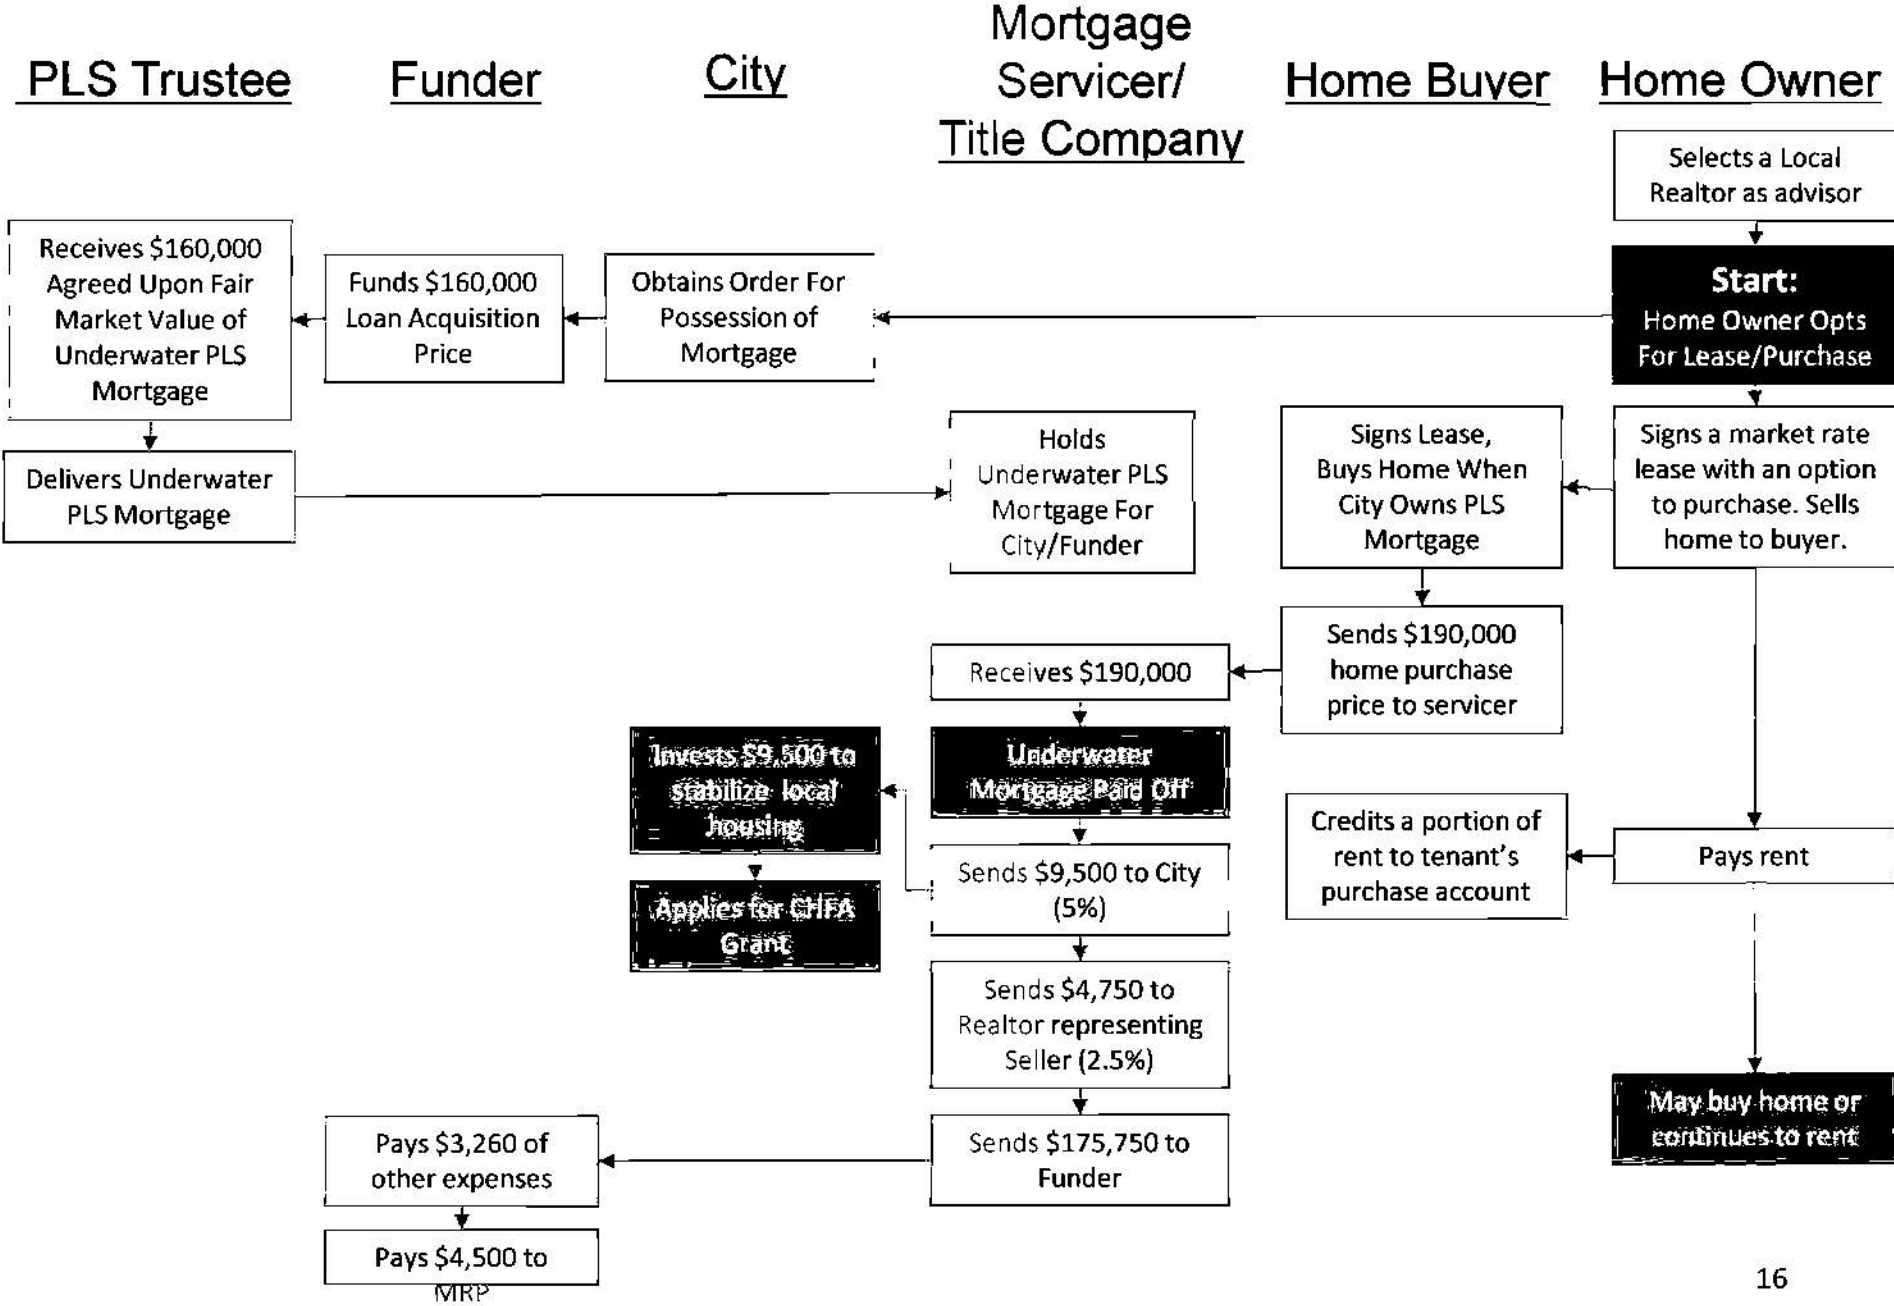 PLS Trustee
Funder
City
Mortgage
Servicer/
Title Company
Home Buyer
Home Owner
Selects a Local
Realtor as advisor
Start:
Home Owner Opts
For Lease/Purchase
Obtains Order For
Possession of
Mortgage
Funds $160,000
Loan Acquisition
Price
Receives $160,000
Agreed Upon Fair
Market Value of
Underwater PLS
Mortgage
Delivers Underwater
PLS Mortgage
Holds
Underwater PLS
Mortgage For
City/Funder
Signs Lease,
Buys Home When
City Owns PLS
Mortgage
Signs a market rate
lease with an option
to purchase. Sells
home to buyer.
Sends $190,000
home purchase
price to servicer
Receives $190,000
Underwater
Mortgage Paid Off
Invests $9,500 to
stabilize local
housing
Applies for CHFA
Grant
Sends $9,500 to City
(5%)
Sends $4,750 to
Realtor representing
Seller (2.5%)
Sends $175,750 to
Funder
Pays $3,260 of
other expenses
Pays $4,500 to
MRP
Credits a portion of
rent to tenant's
purchase account
Pays rent
May buy home or
continues to rent
16